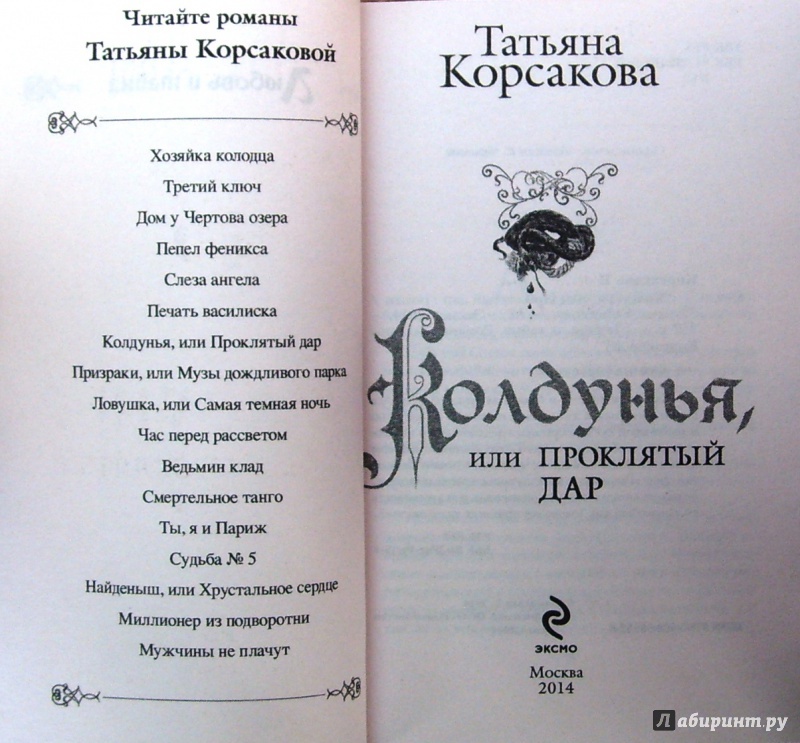 Читайте романы
Татьяны Корсаковой
Хозяйка колодца
Третий ключ
Дом у Чертова озера
Пепел феникса
Слеза ангела
Печать василиска
Колдунья, или Проклятый дар
Призраки, или Музы дождливого парка
Ловушка, или Самая темная ночь
Час перед рассветом
Ведьмин клад
Смертельное танго
Ты, я и Париж
Судьба № 5
Найденыш, или Хрустальное сердце
Миллионер из подворотни
Мужчины не плачут
Татьяна
Корсакова
Колдунья,
или ПРОКЛЯТЫЙ
ДАР
ЭКСМО
Москва
2014
Лабиринт.ру